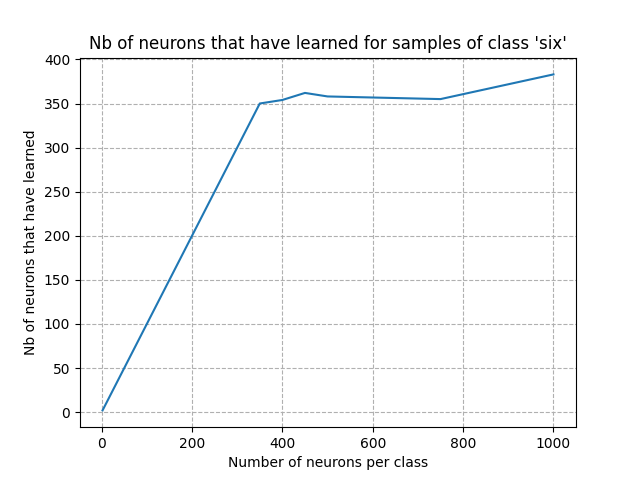 Nb of neurons that have learned for samples of class 'six'
400
350
300
250
200
150
100
50
0
Nb of neurons that have learned
0 200 400 600 800 1000
Number of neurons per class